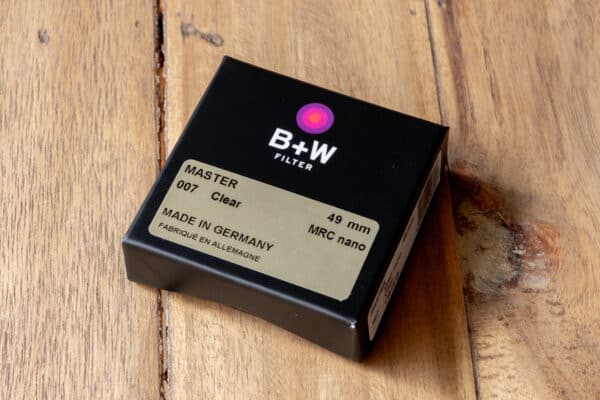 B+W
FILTER
MASTER
007 Clear
49 mm
MRC nano
MADE IN GERMANY
FABRIQUÉ EN ALLEMAGNE